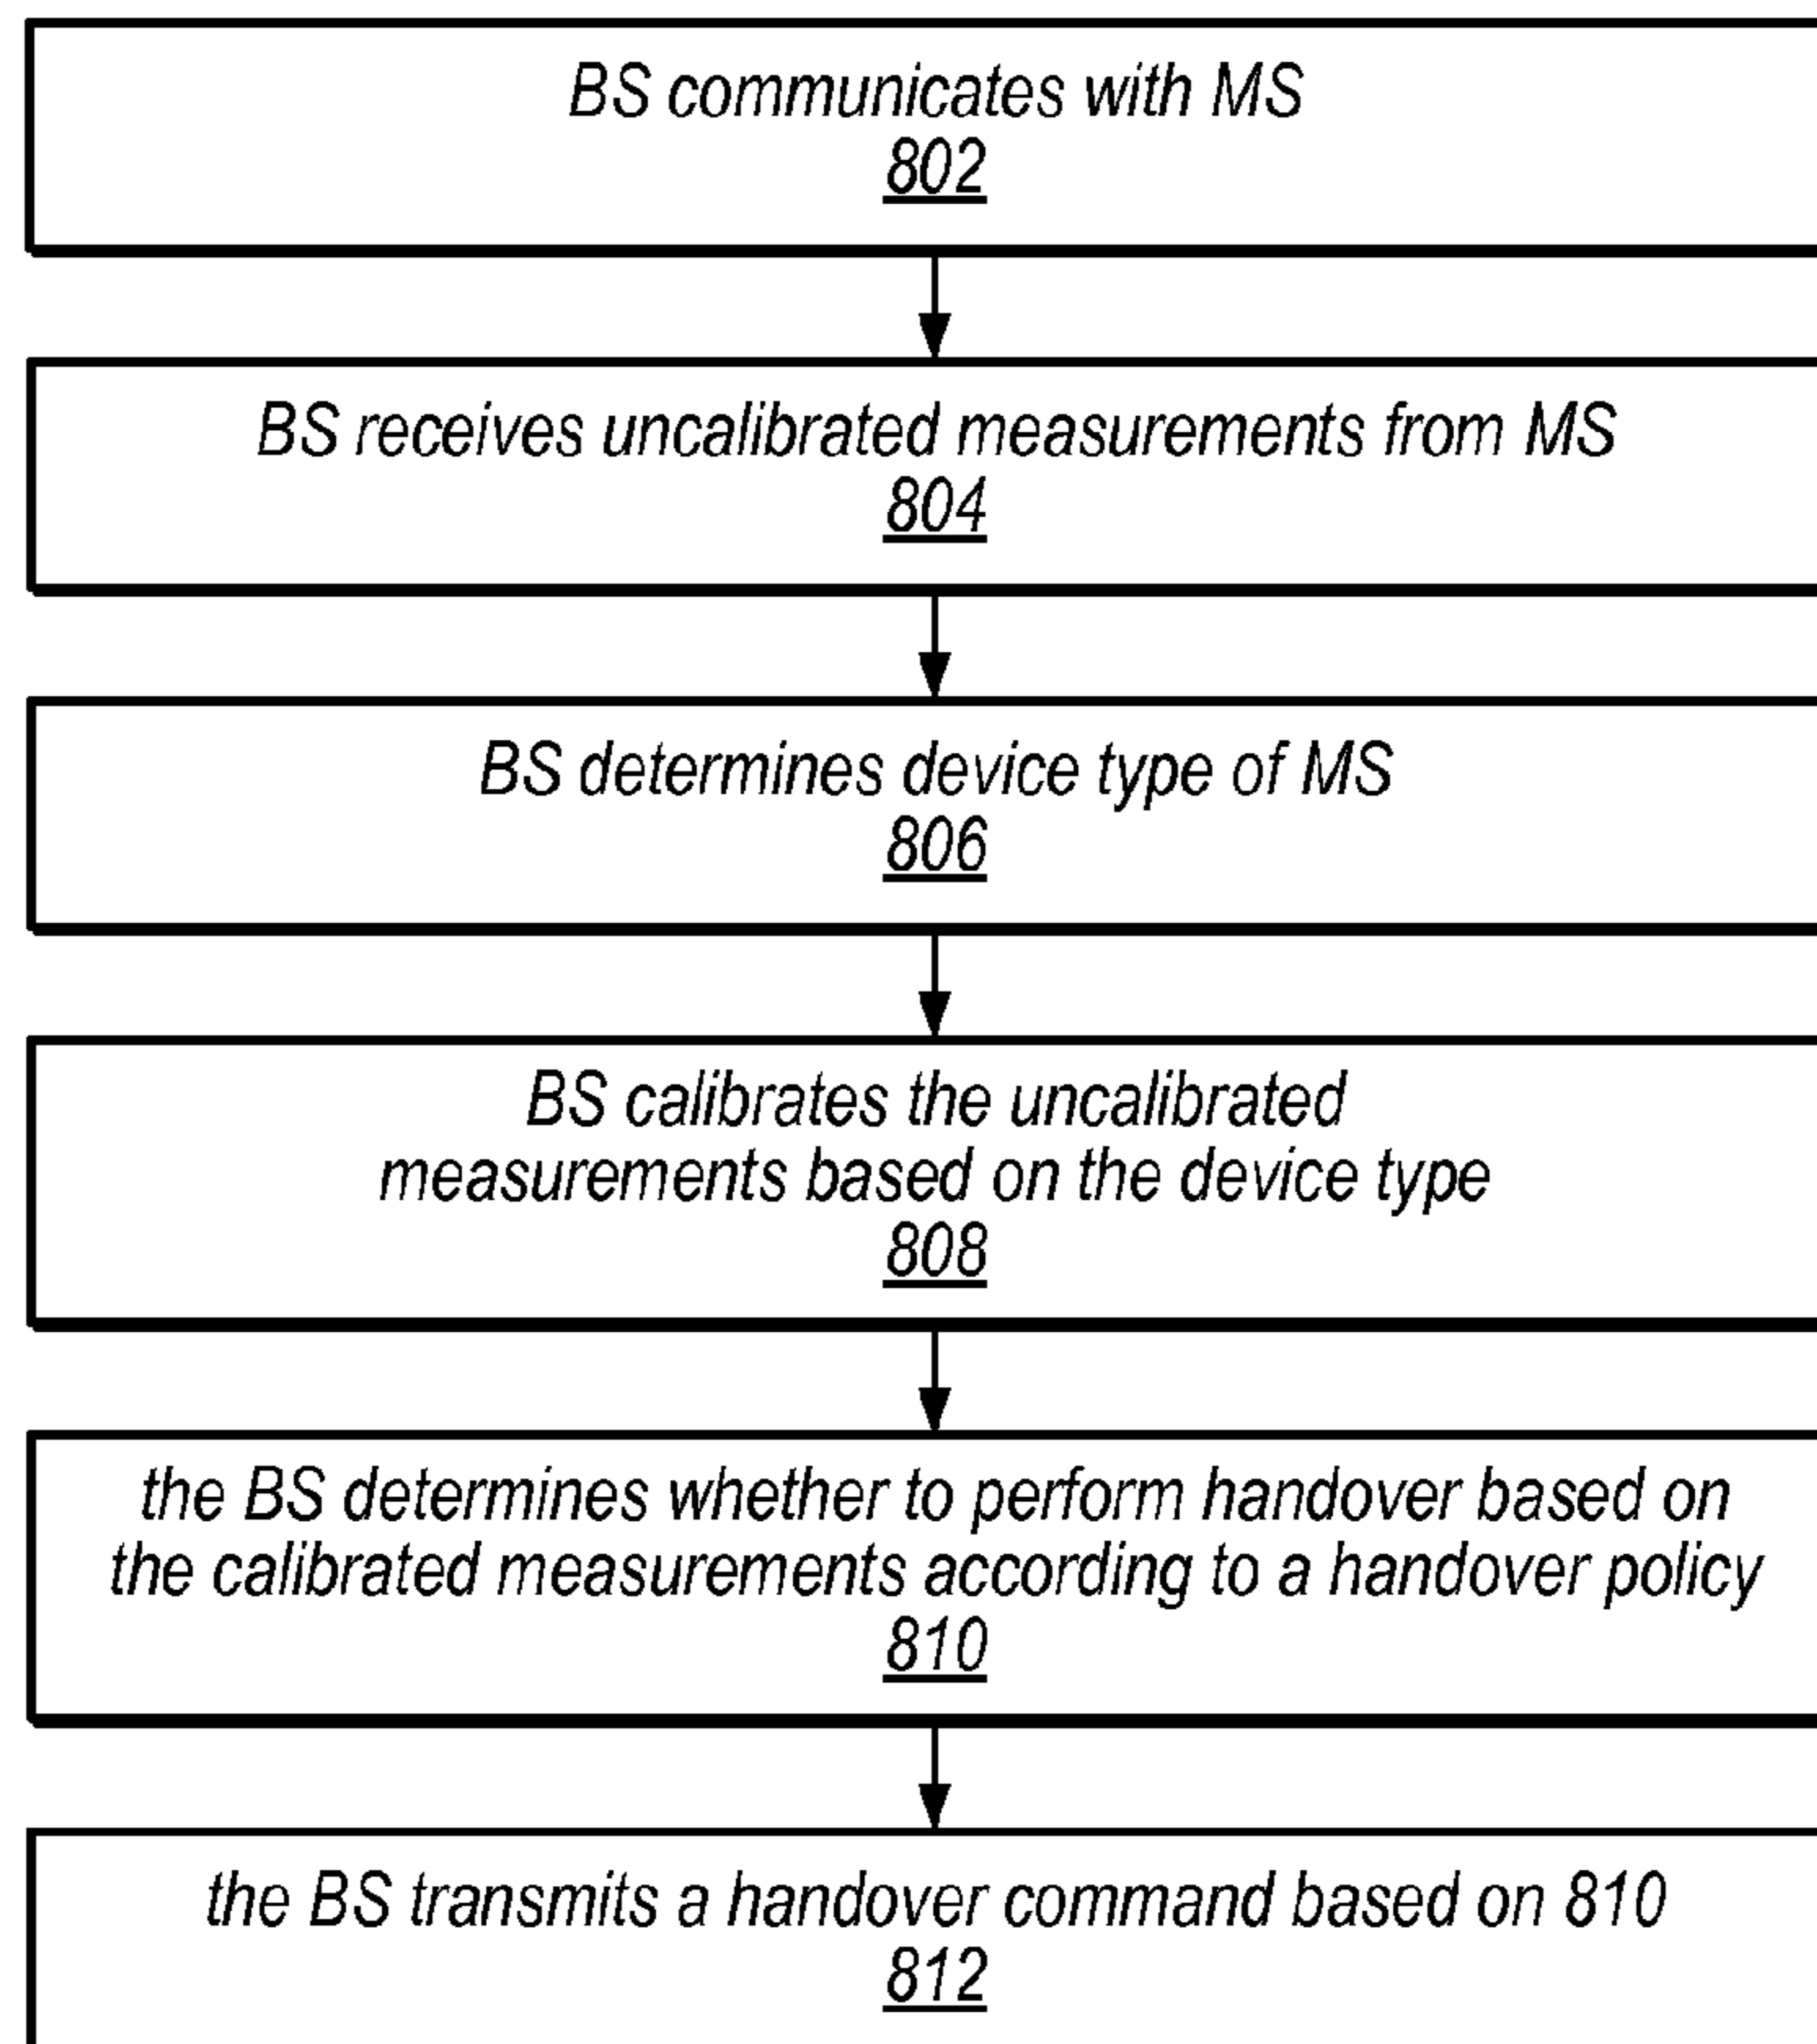 BS communicates with MS
802
BS receives uncalibrated measurements from MS
804
BS determines device type of MS
806
BS calibrates the uncalibrated
measurements based on the device type
808
the BS determines whether to perform handover based on
the calibrated measurements according to a handover policy
810
the BS transmits a handover command based on 810
812